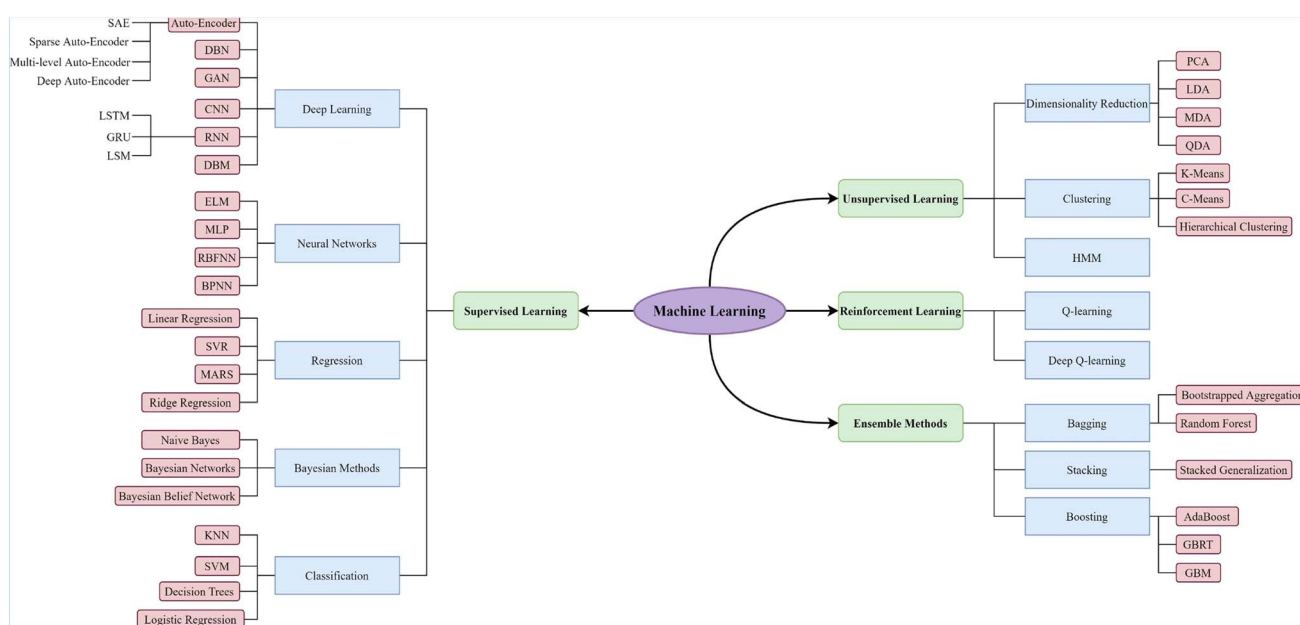 SAE
Sparse Auto-Encoder
Multi-level Auto-Encoder
Deep Auto-Encoder
Auto-Encoder
DBN
GAN
CNN
LSTM
GRU
LSM
RNN
DBM
Deep Learning
ELM
MLP
RBFNN
BPNN
Neural Networks
Linear Regression
SVR
MARS
Ridge Regression
Regression
Naive Bayes
Bayesian Networks
Bayesian Belief Network
Bayesian Methods
KNN
SVM
Decision Trees
Logistic Regression
Classification
Supervised Learning
Machine Learning
Unsupervised Learning
Dimensionality Reduction
PCA
LDA
MDA
QDA
Clustering
K-Means
C-Means
Hierarchical Clustering
HMM
Reinforcement Learning
Q-learning
Deep Q-learning
Ensemble Methods
Bagging
Bootstrapped Aggregation
Random Forest
Stacking
Stacked Generalization
Boosting
AdaBoost
GBRT
GBM